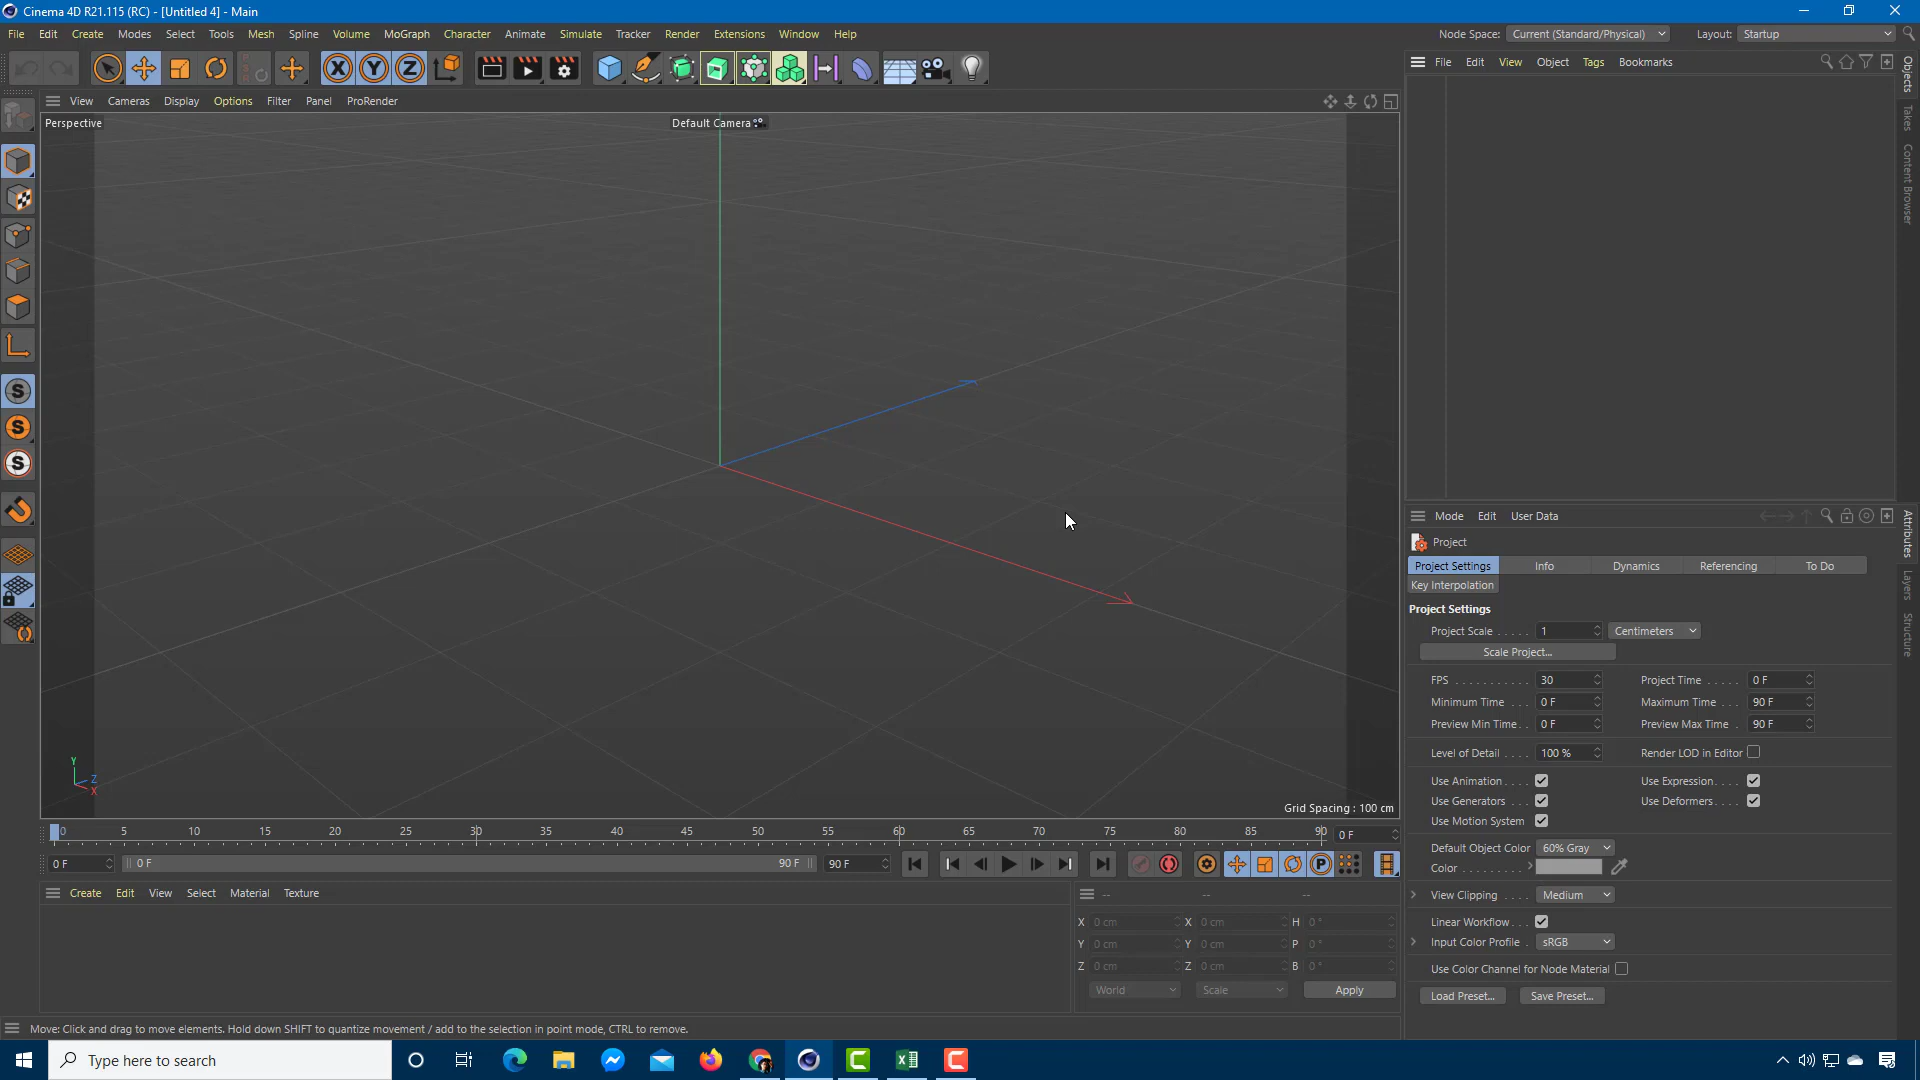 Cinema 4D R21.115 (RC) - [Untitled 4] - Main
File Edit Create Modes Select Tools Mesh Spline Volume MoGraph Character Animate Simulate Tracker Render Extensions Window Help
Node Space: Current (Standard/Physical) Layout: Startup
File Edit View Object Tags Bookmarks
View Cameras Display Options Filter Panel ProRender
Perspective
Default Camera
Objects
Takes
Content Browser
X Y Z
S
S
S
Y
Z
X
Grid Spacing : 100 cm
0 5 10 15 20 25 30 35 40 45 50 55 60 65 70 75 80 85 90 0 F
0 F 0 F 90 F 90 F
P
Create Edit View Select Material Texture
-- -- --
X 0 cm X 0 cm H 0 °
Y 0 cm Y 0 cm P 0 °
Z 0 cm Z 0 cm B 0 °
World Scale Apply
Move: Click and drag to move elements. Hold down SHIFT to quantize movement / add to the selection in point mode, CTRL to remove.
Mode Edit User Data
Attributes
Layers
Structure
Project
Project Settings Info Dynamics Referencing To Do
Key Interpolation
Project Settings
Project Scale . . . . . 1 Centimeters
Scale Project...
FPS . . . . . . . . . . . 30 Project Time . . . . . 0 F
Minimum Time . . . 0 F Maximum Time . . . 90 F
Preview Min Time . . 0 F Preview Max Time . 90 F
Level of Detail . . . . 100 % Render LOD in Editor
Use Animation . . . . Use Expression . . . .
Use Generators . . . Use Deformers . . . .
Use Motion System
Default Object Color 60% Gray
Color . . . . . . . . .
View Clipping . . . . Medium
Linear Workflow . . .
Input Color Profile . sRGB
Use Color Channel for Node Material
Load Preset... Save Preset...
Type here to search